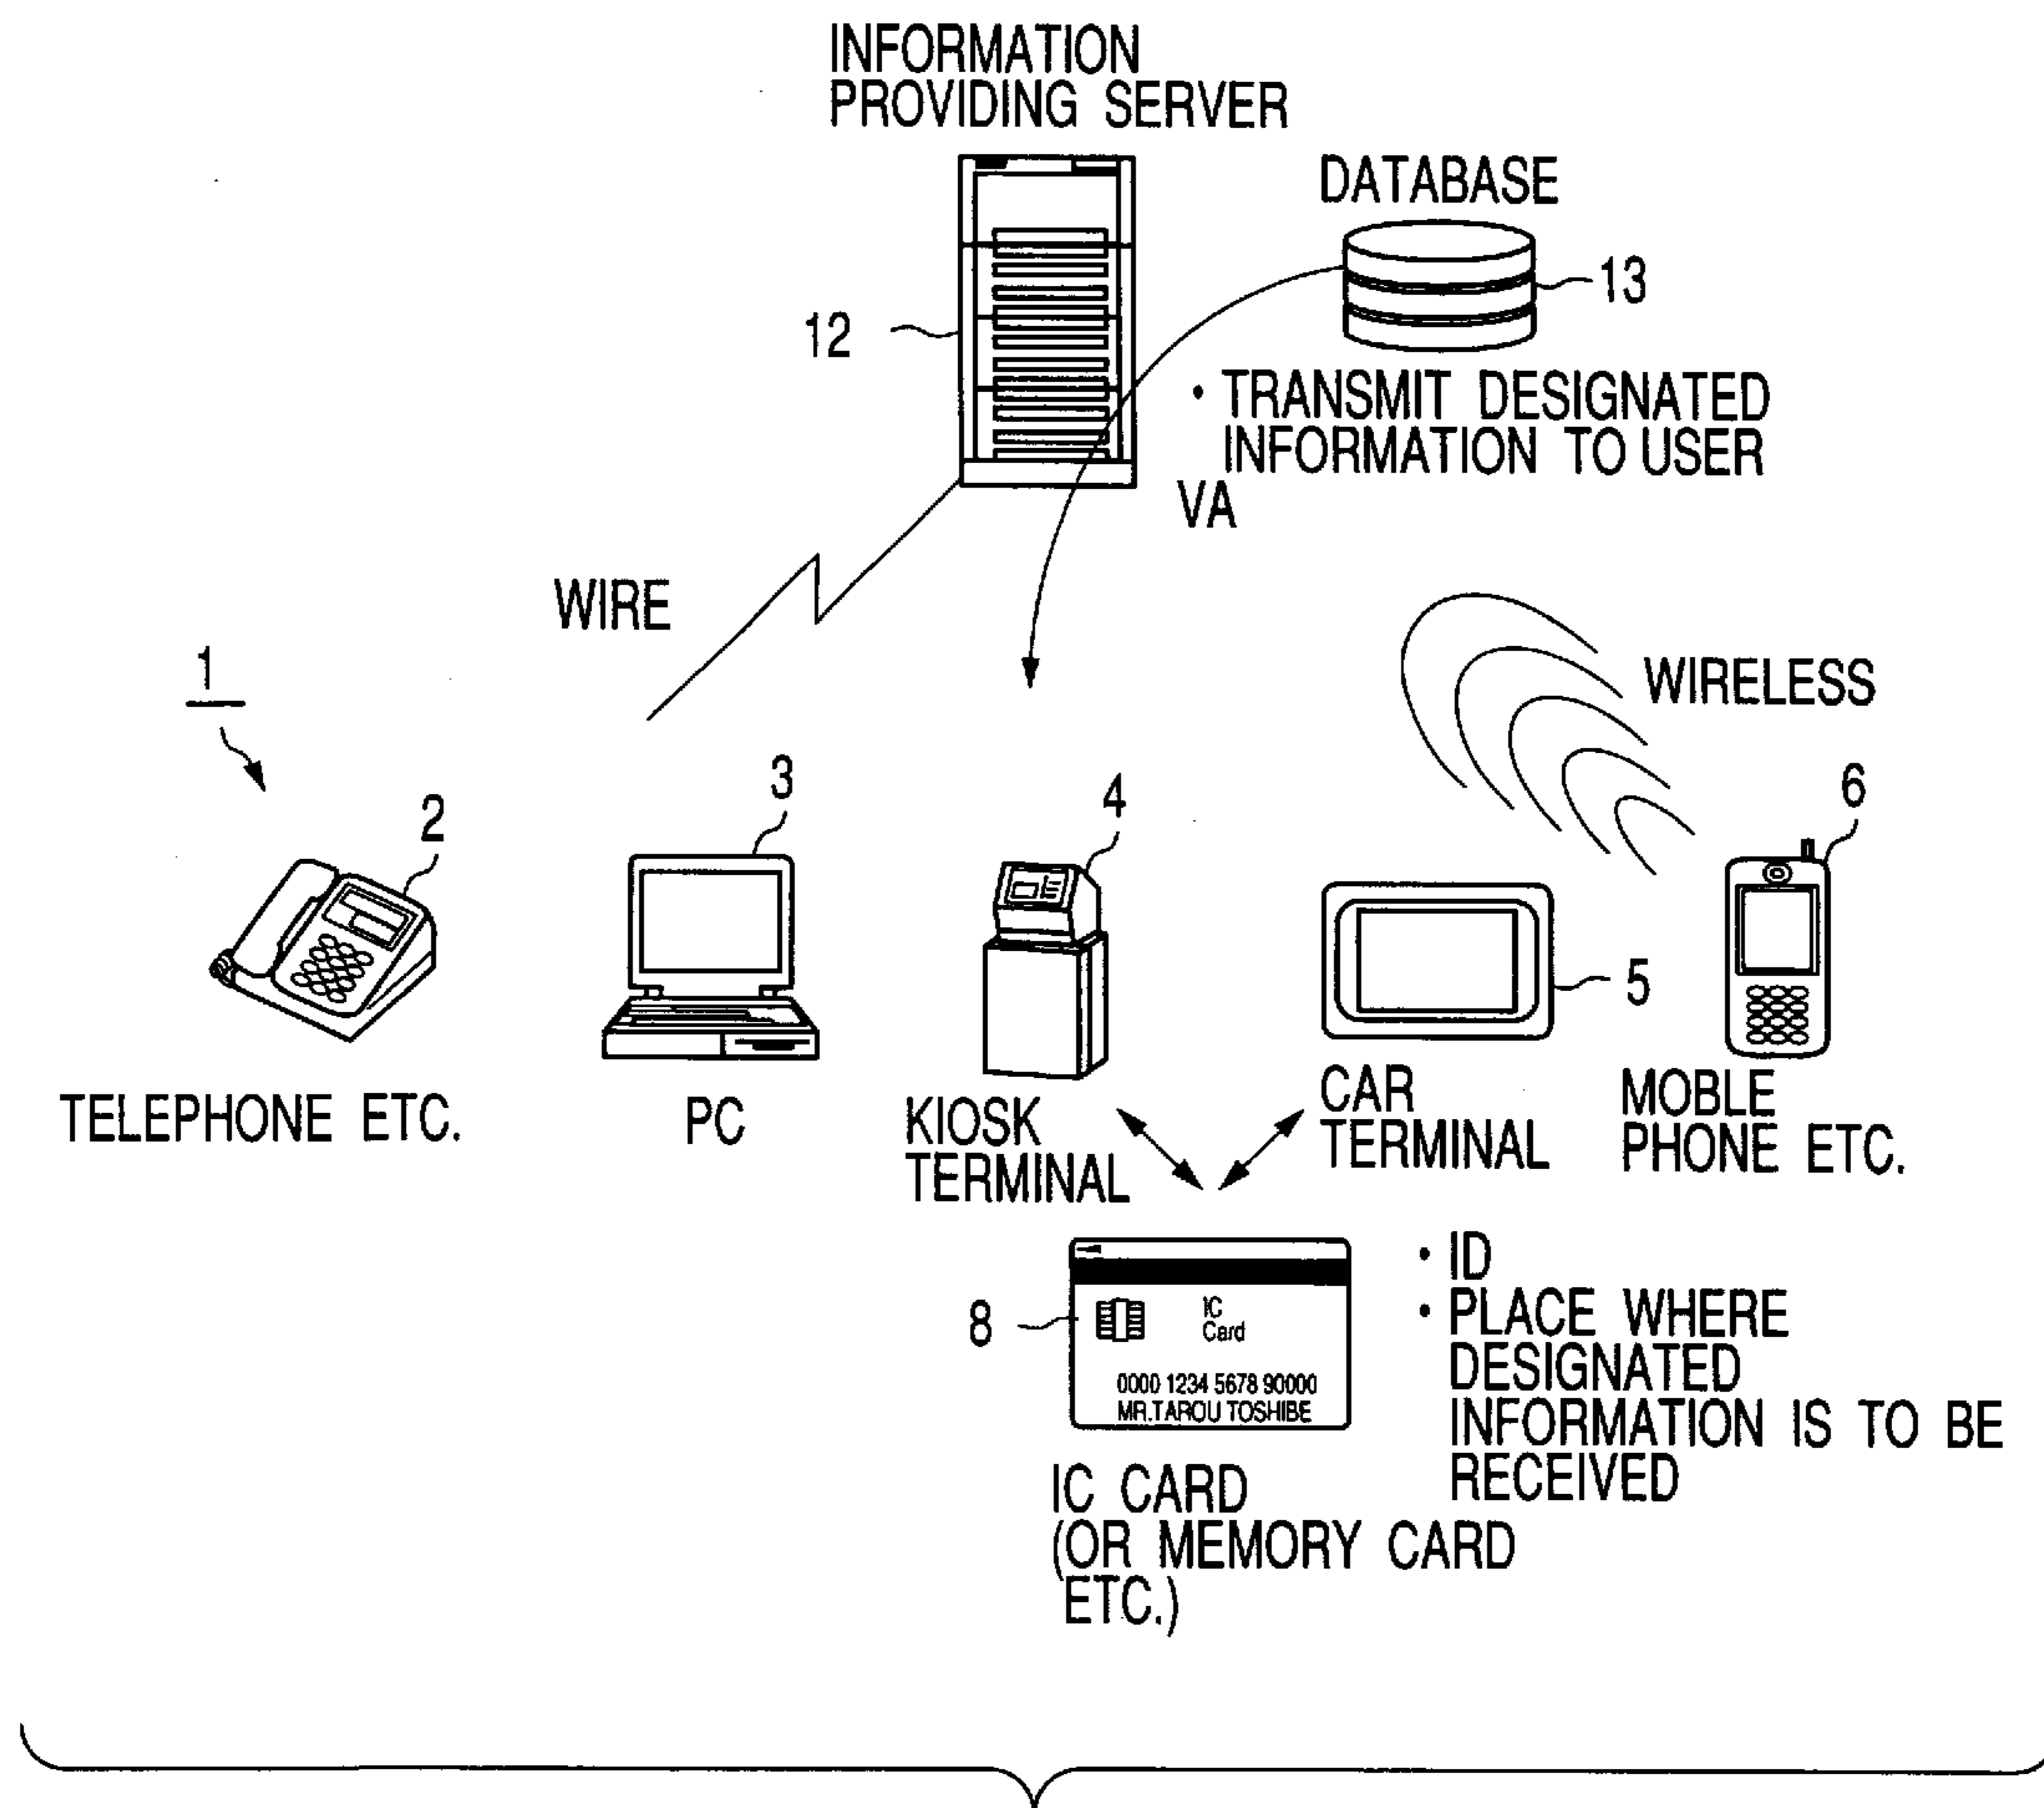 INFORMATION
PROVIDING SERVER
DATABASE
13
12
• TRANSMIT DESIGNATED
INFORMATION TO USER
VA
WIRE
WIRELESS
1
2
3
4
6
5
TELEPHONE ETC.
PC
KIOSK
TERMINAL
CAR
TERMINAL
MOBLE
PHONE ETC.
8
IC
Card
0000 1234 5678 90000
MR.TAROU TOSHIBE
• ID
• PLACE WHERE
DESIGNATED
INFORMATION IS TO BE
RECEIVED
IC CARD
(OR MEMORY CARD
ETC.)